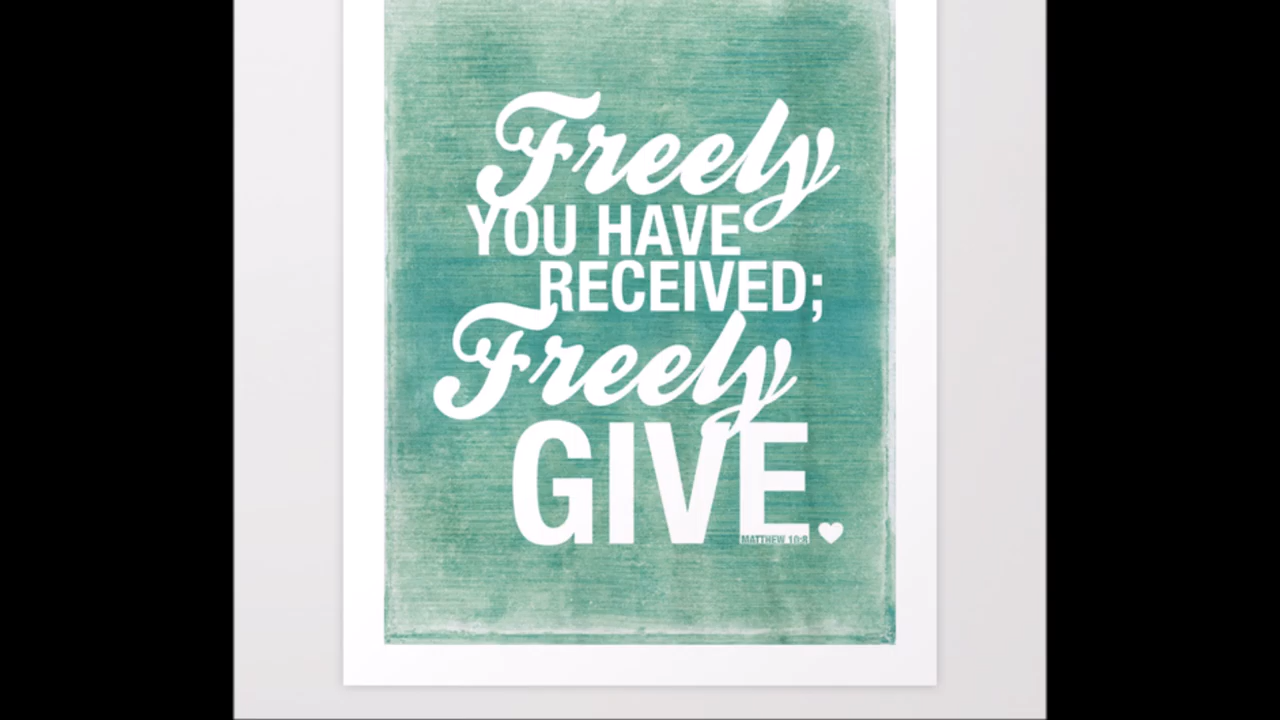 Freely
YOU HAVE
RECEIVED;
Freely
GIVE.
MATTHEW 10:8